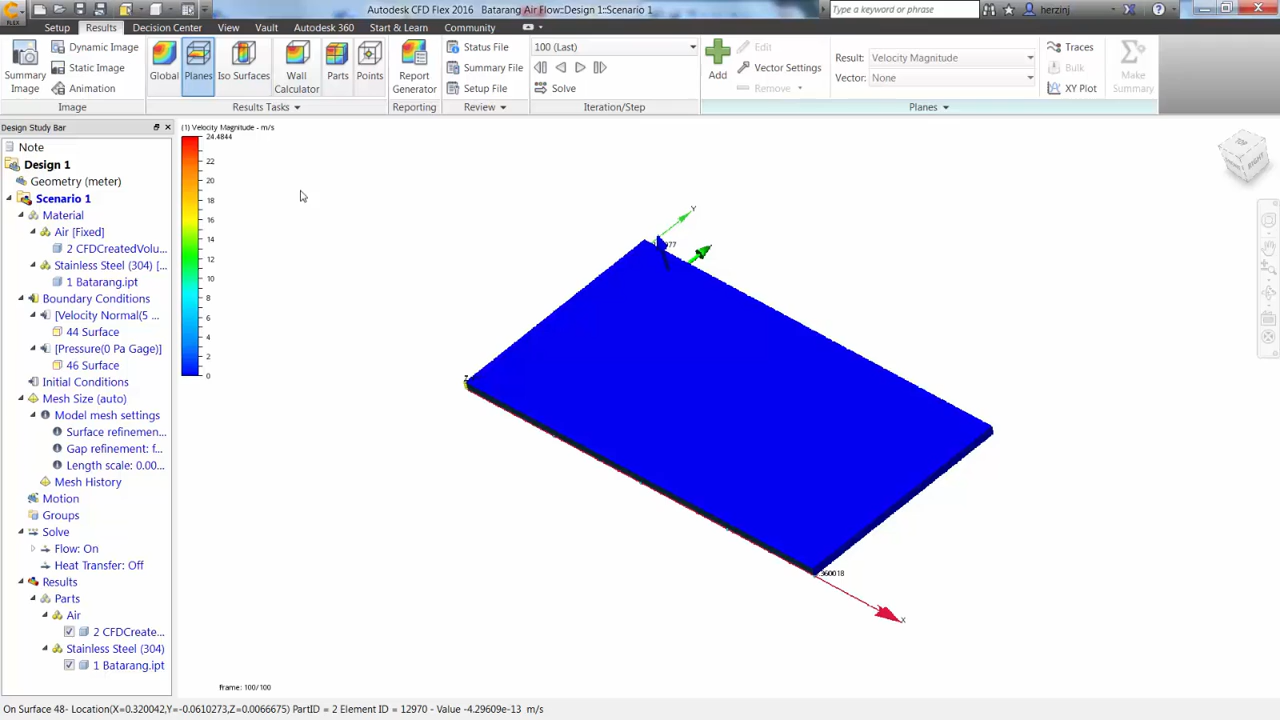 FLEX
Autodesk CFD Flex 2016 Batarang Air Flow::Design 1::Scenario 1
Type a keyword or phrase
herzinj
Setup
Results
Decision Center
View
Vault
Autodesk 360
Start & Learn
Community
Summary Image
Dynamic Image
Static Image
Animation
Image
Global
Planes
Iso Surfaces
Wall Calculator
Parts
Points
Results Tasks
Report Generator
Reporting
Status File
Summary File
Setup File
Review
100 (Last)
Solve
Iteration/Step
Add
Edit
Vector Settings
Remove
Result: Velocity Magnitude
Vector: None
Traces
Bulk
XY Plot
Make Summary
Planes
Design Study Bar
Note
Design 1
Geometry (meter)
Scenario 1
Material
Air [Fixed]
2 CFDCreatedVolu...
Stainless Steel (304) [...
1 Batarang.ipt
Boundary Conditions
[Velocity Normal(5 ...
44 Surface
[Pressure(0 Pa Gage)]
46 Surface
Initial Conditions
Mesh Size (auto)
Model mesh settings
Surface refinemen...
Gap refinement: f...
Length scale: 0.00...
Mesh History
Motion
Groups
Solve
Flow: On
Heat Transfer: Off
Results
Parts
Air
2 CFDCreate...
Stainless Steel (304)
1 Batarang.ipt
(1) Velocity Magnitude - m/s
24.4844
22
20
18
16
14
12
10
8
6
4
2
0
Y
Z
X
RIGHT
frame: 100/100
On Surface 48- Location(X=0.320042,Y=-0.0610273,Z=0.0066675) PartID = 2 Element ID = 12970 - Value -4.29609e-13 m/s